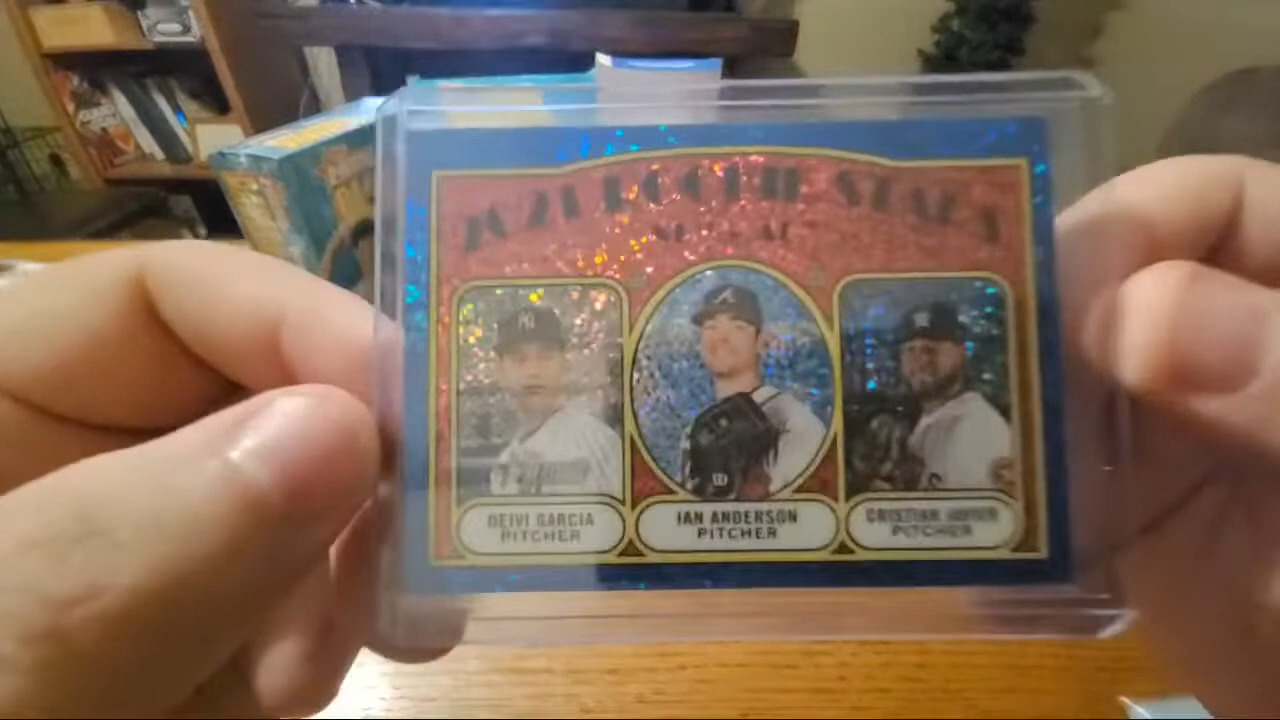 2021 ROOKIE STARS
DEIVI GARCIA
PITCHER
IAN ANDERSON
PITCHER
CRISTIAN JAVIER
PITCHER